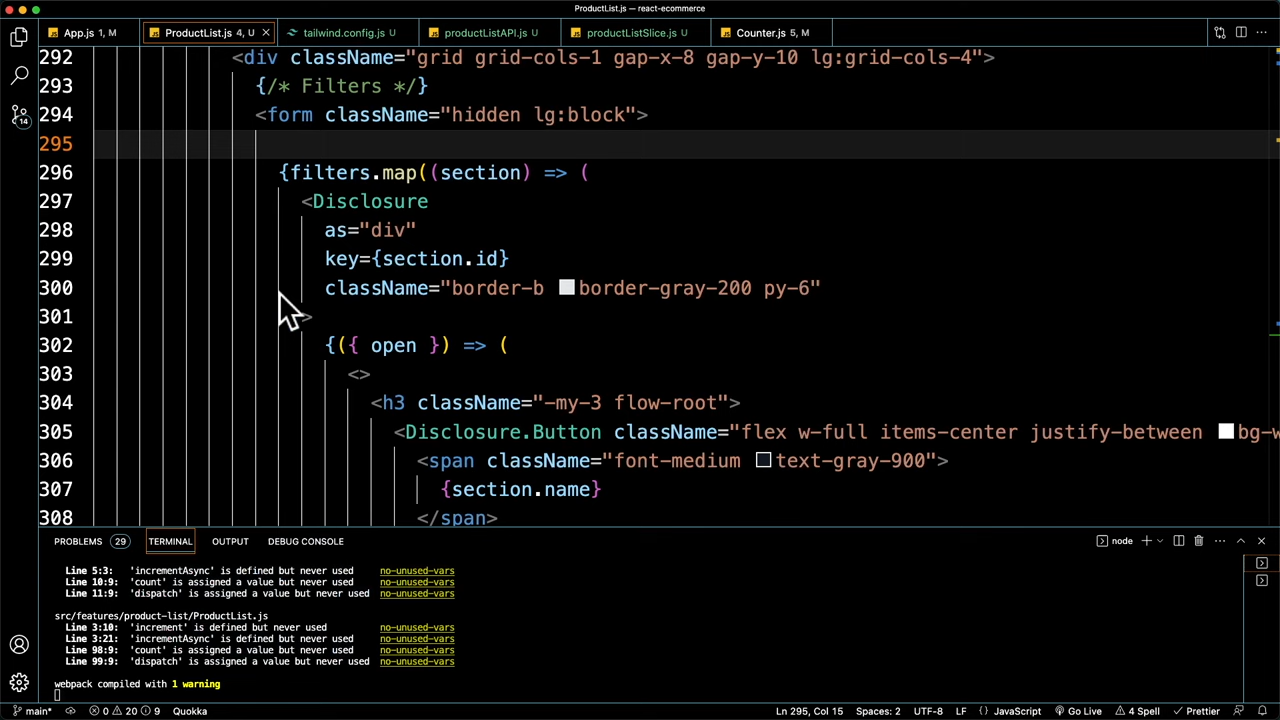 ProductList.js — react-ecommerce
App.js 1, M
ProductList.js 4, U
tailwind.config.js U
productListAPI.js U
productListSlice.js U
Counter.js 5, M
292 <div className="grid grid-cols-1 gap-x-8 gap-y-10 lg:grid-cols-4">
293 {/* Filters */}
294 <form className="hidden lg:block">
295
296 {filters.map((section) => (
297 <Disclosure
298 as="div"
299 key={section.id}
300 className="border-b border-gray-200 py-6"
301 >
302 {({ open }) => (
303 <>
304 <h3 className="-my-3 flow-root">
305 <Disclosure.Button className="flex w-full items-center justify-between bg-w
306 <span className="font-medium text-gray-900">
307 {section.name}
308 </span>
14
PROBLEMS 29 TERMINAL OUTPUT DEBUG CONSOLE
node
Line 5:3: 'incrementAsync' is defined but never used no-unused-vars
Line 10:9: 'count' is assigned a value but never used no-unused-vars
Line 11:9: 'dispatch' is assigned a value but never used no-unused-vars
src/features/product-list/ProductList.js
Line 3:10: 'increment' is defined but never used no-unused-vars
Line 3:21: 'incrementAsync' is defined but never used no-unused-vars
Line 98:9: 'count' is assigned a value but never used no-unused-vars
Line 99:9: 'dispatch' is assigned a value but never used no-unused-vars
webpack compiled with 1 warning
main* 0 20 9 Quokka
Ln 295, Col 15 Spaces: 2 UTF-8 LF {} JavaScript Go Live 4 Spell Prettier